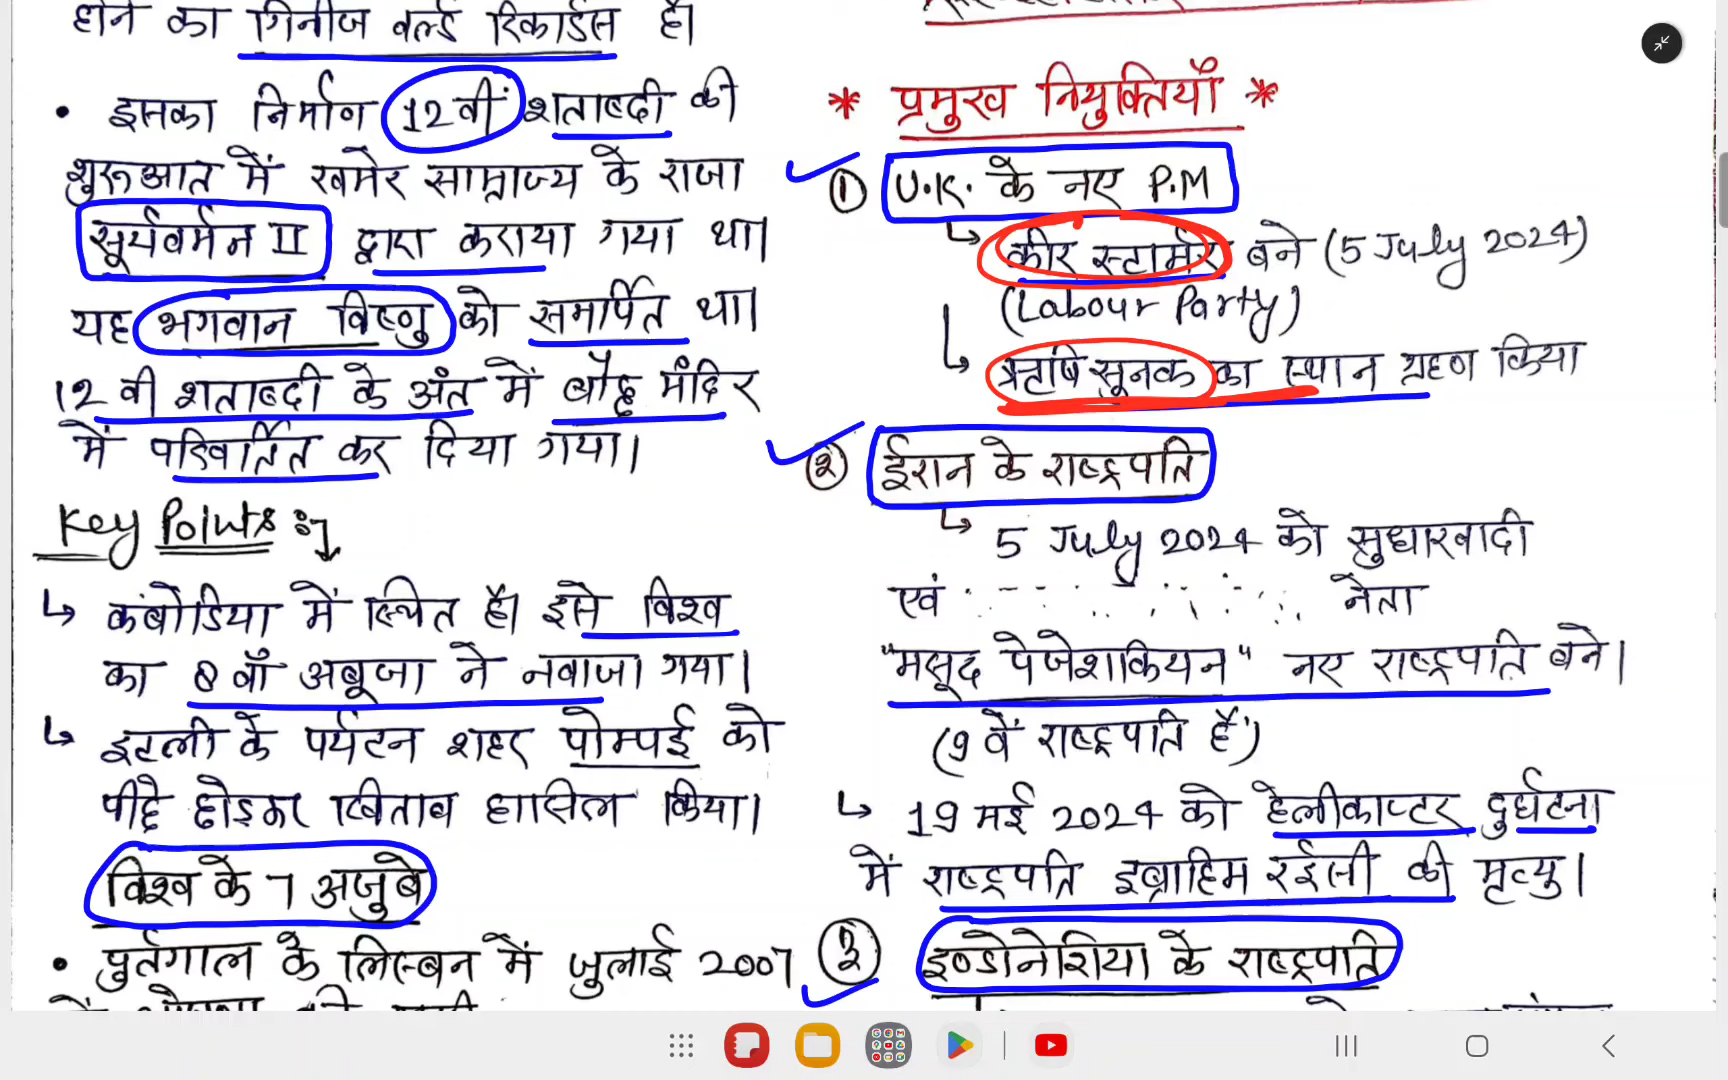 होने का गिनीज वर्ल्ड रिकार्डस है।
• इसका निर्माण 12वीं शताब्दी की
शुरूआत में खमेर साम्राज्य के राजा
सूर्यवर्मन II द्वारा कराया गया था।
यह भगवान विष्णु को समर्पित था।
12 वी शताब्दी के अंत में बौद्ध मंदिर
में परिवर्तित कर दिया गया।
Key Points :-
↳ कंबोडिया में स्थित है। इसे विश्व
का 8 वाँ अजूबा ने नवाजा गया।
↳ इटली के पर्यटन शहर पोम्पई को
पीछे छोड़कर खिताब हासिल किया।
विश्व के 7 अजुबे
• पुर्तगाल के लिस्बन में जुलाई 2007
* प्रमुख नियुक्तियाँ *
① U.K. के नए P.M
↳ कीर स्टार्मर बने (5 July 2024)
(Labour Party)
↳ ऋषि सूनक का स्थान ग्रहण किया
② ईरान के राष्ट्रपति
↳ 5 July 2024 को सुधारवादी
एवं नेता
"मसूद पेजेशकियन" नए राष्ट्रपति बने।
(9 वें राष्ट्रपति है)
↳ 19 मई 2024 को हेलीकाप्टर दुर्घटना
में राष्ट्रपति इब्राहिम रईसी की मृत्यु।
③ इण्डोनेशिया के राष्ट्रपति